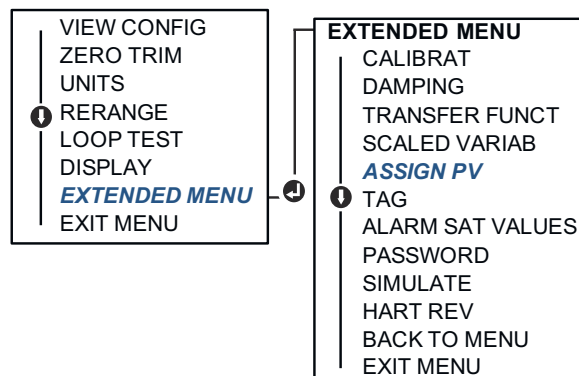 VIEW CONFIG
ZERO TRIM
UNITS
RERANGE
LOOP TEST
DISPLAY
EXTENDED MENU
EXIT MENU
EXTENDED MENU
CALIBRAT
DAMPING
TRANSFER FUNCT
SCALED VARIAB
ASSIGN PV
TAG
ALARM SAT VALUES
PASSWORD
SIMULATE
HART REV
BACK TO MENU
EXIT MENU